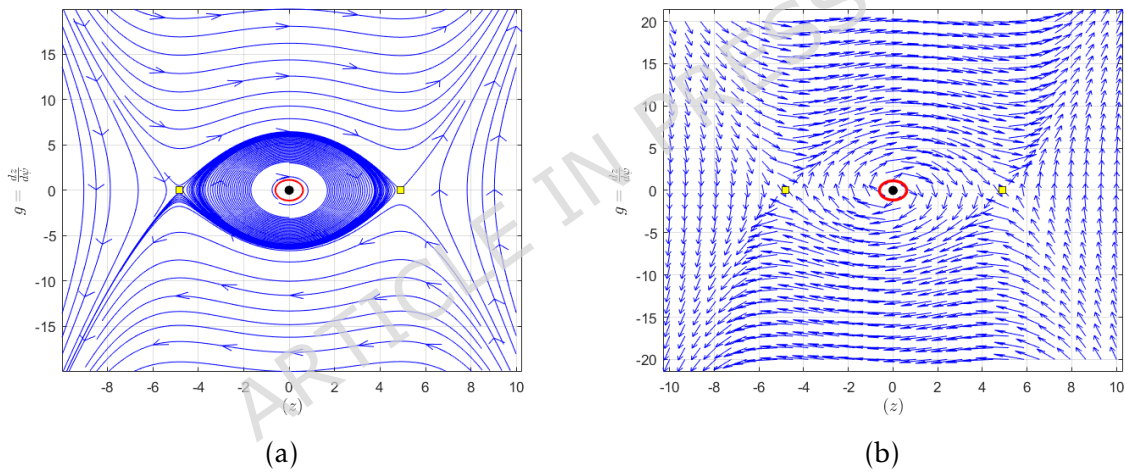 15
10
5
0
-5
-10
-15
-8 -6 -4 -2 0 2 4 6 8 10
g = dz/dψ
(z)
(a)
20
15
10
5
0
-5
-10
-15
-20
-10 -8 -6 -4 -2 0 2 4 6 8 10
g = dz/dψ
(z)
(b)
ARTICLE IN PRESS